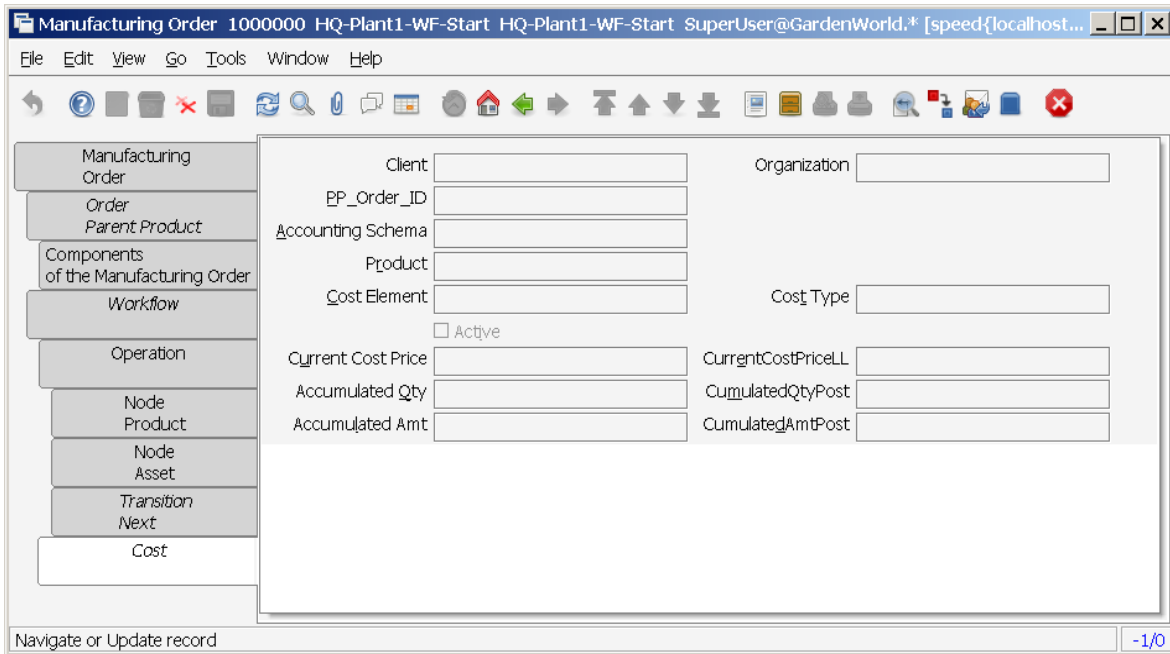 Manufacturing Order 1000000 HQ-Plant1-WF-Start HQ-Plant1-WF-Start SuperUser@GardenWorld.* [speed{localhost...
File Edit View Go Tools Window Help
Manufacturing
Order
Order
Parent Product
Components
of the Manufacturing Order
Workflow
Operation
Node
Product
Node
Asset
Transition
Next
Cost
Client Organization
PP_Order_ID
Accounting Schema
Product
Cost Element Cost Type
Active
Current Cost Price CurrentCostPriceLL
Accumulated Qty CumulatedQtyPost
Accumulated Amt CumulatedAmtPost
Navigate or Update record -1/0